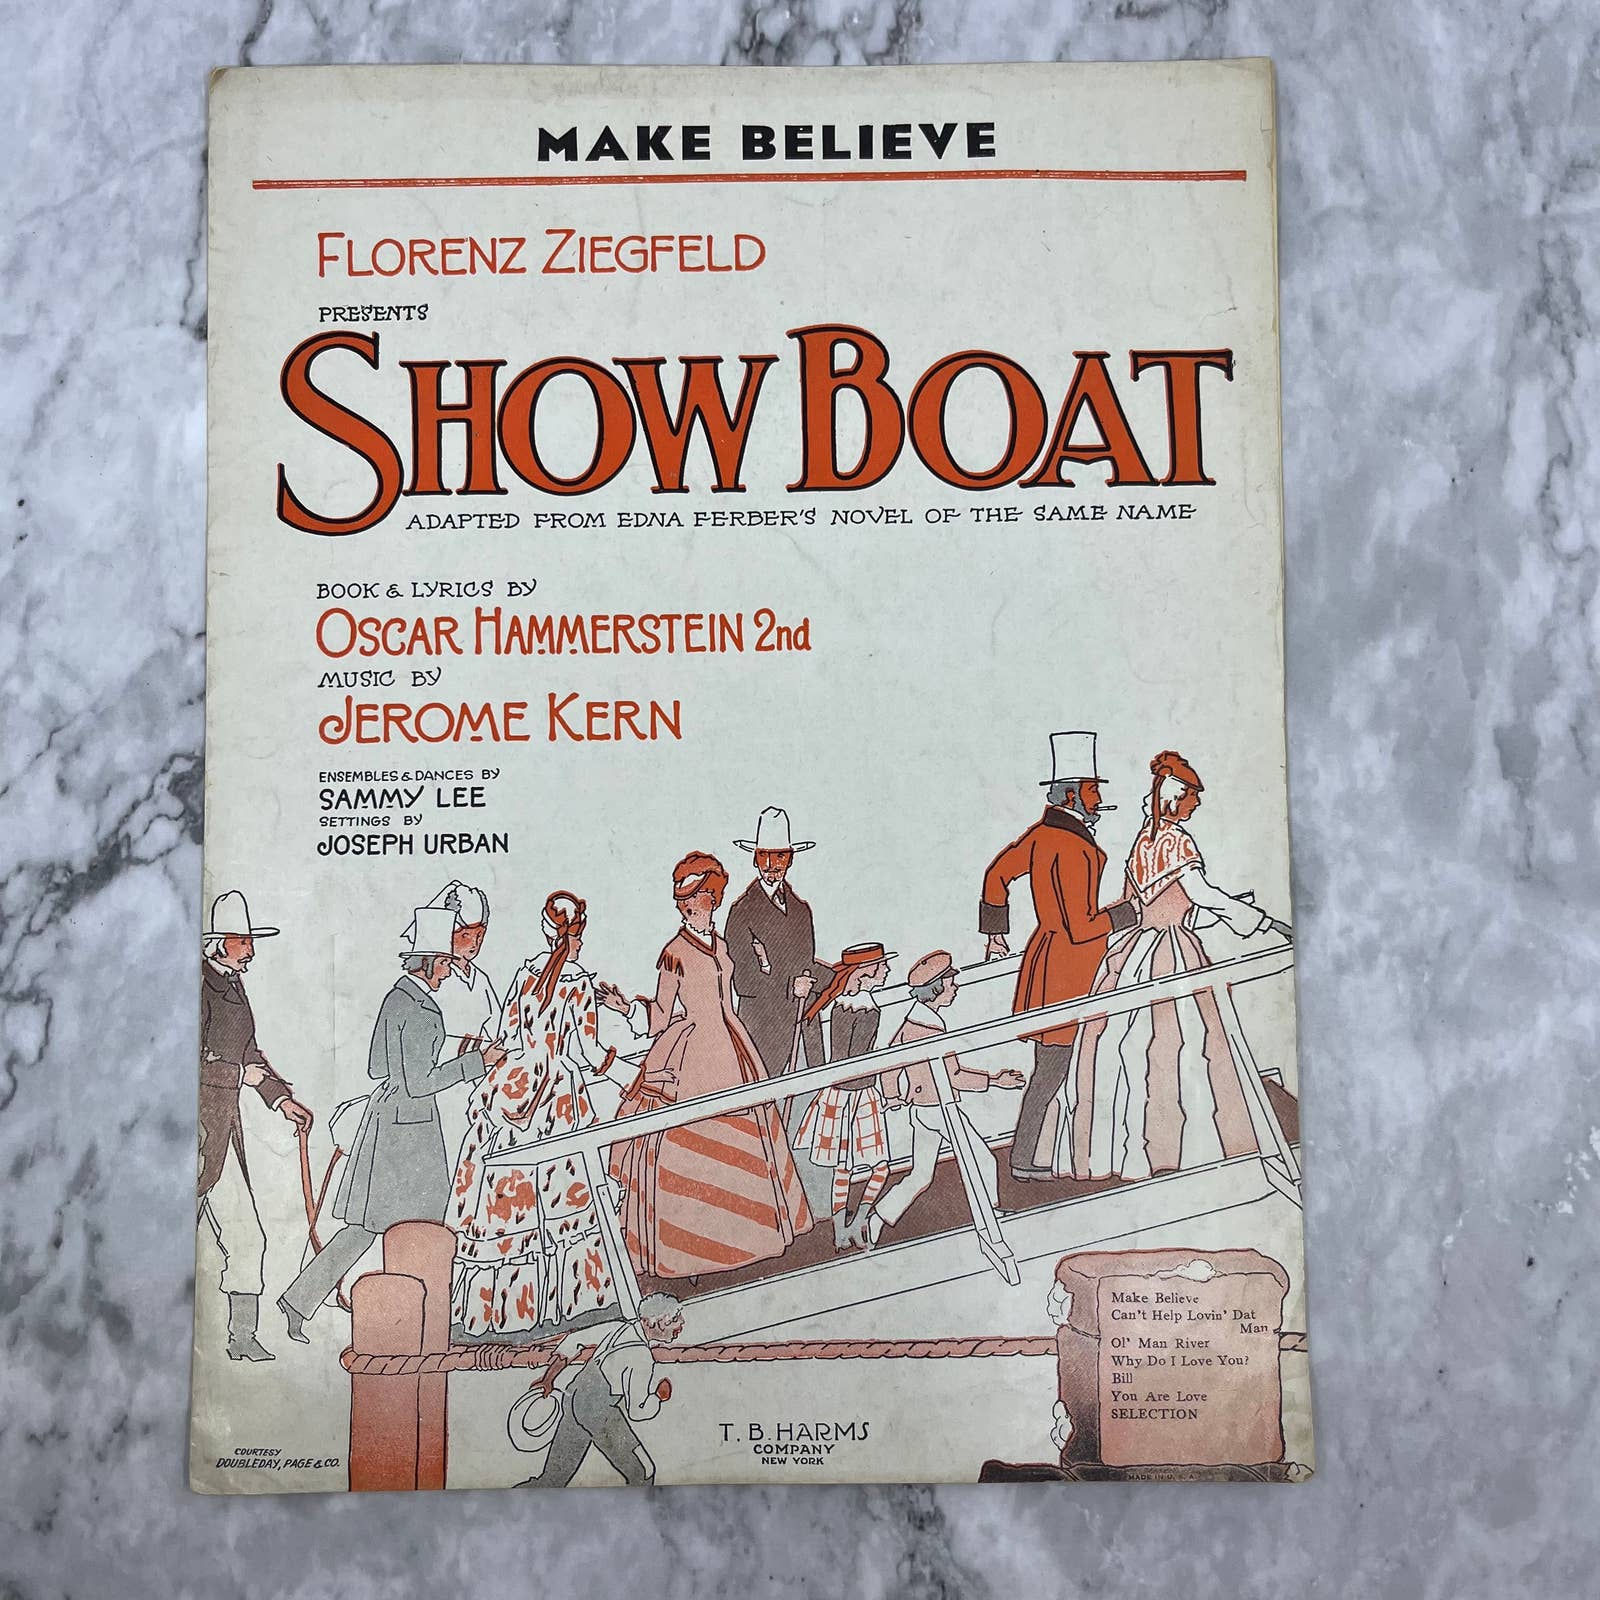 MAKE BELIEVE
FLORENZ ZIEGFELD
PRESENTS
SHOW BOAT
ADAPTED FROM EDNA FERBER'S NOVEL OF THE SAME NAME
BOOK & LYRICS BY
OSCAR HAMMERSTEIN 2nd
MUSIC BY
JEROME KERN
ENSEMBLES & DANCES BY
SAMMY LEE
SETTINGS BY
JOSEPH URBAN
Make Believe
Can't Help Lovin' Dat
Man
Ol' Man River
Why Do I Love You?
Bill
You Are Love
SELECTION
T. B. HARMS
COMPANY
NEW YORK
COURTESY
DOUBLEDAY, PAGE & CO.
MADE IN U. S. A.